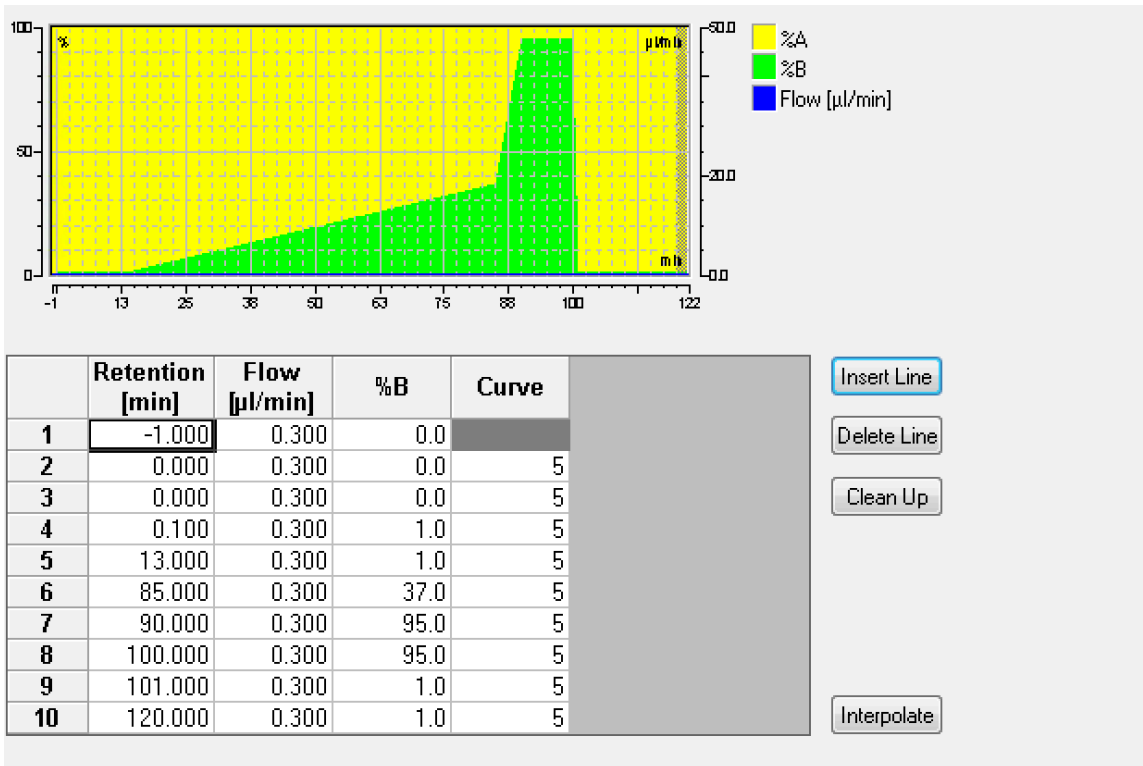 100
50
0
%
µl/min
min
50.0
20.0
0.0
%A
%B
Flow [µl/min]
-1 13 25 38 50 63 75 88 100 122
Retention [min] Flow [µl/min] %B Curve
1 -1.000 0.300 0.0
2 0.000 0.300 0.0 5
3 0.000 0.300 0.0 5
4 0.100 0.300 1.0 5
5 13.000 0.300 1.0 5
6 85.000 0.300 37.0 5
7 90.000 0.300 95.0 5
8 100.000 0.300 95.0 5
9 101.000 0.300 1.0 5
10 120.000 0.300 1.0 5
Insert Line
Delete Line
Clean Up
Interpolate